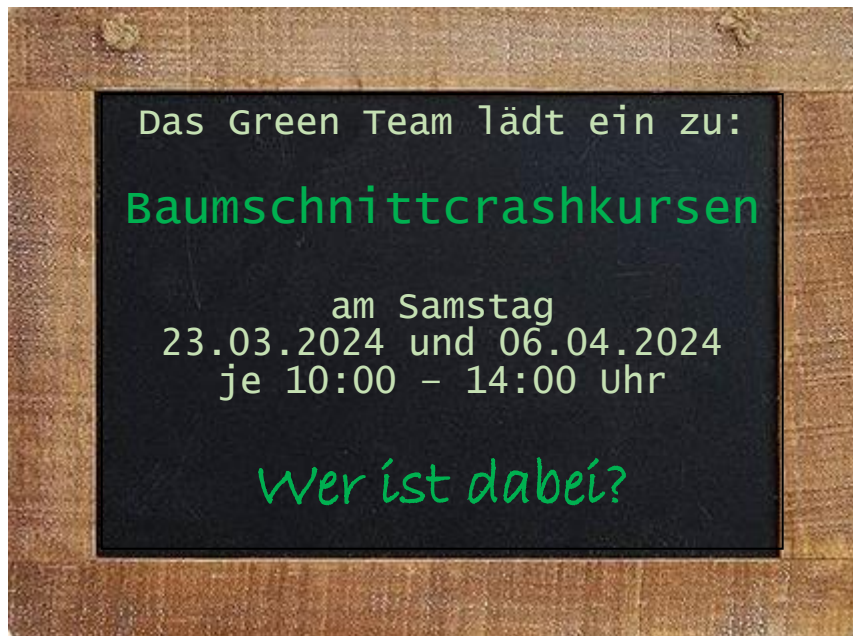 Das Green Team lädt ein zu:
Baumschnittcrashkursen
am Samstag
23.03.2024 und 06.04.2024
je 10:00 – 14:00 Uhr
Wer ist dabei?